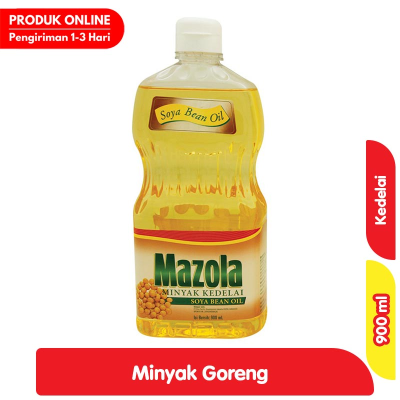 PRODUK ONLINE
Pengiriman 1-3 Hari
Soya Bean Oil
Mazola
MINYAK KEDELAI
SOYA BEAN OIL
Kedelai
900 ml
Minyak Goreng